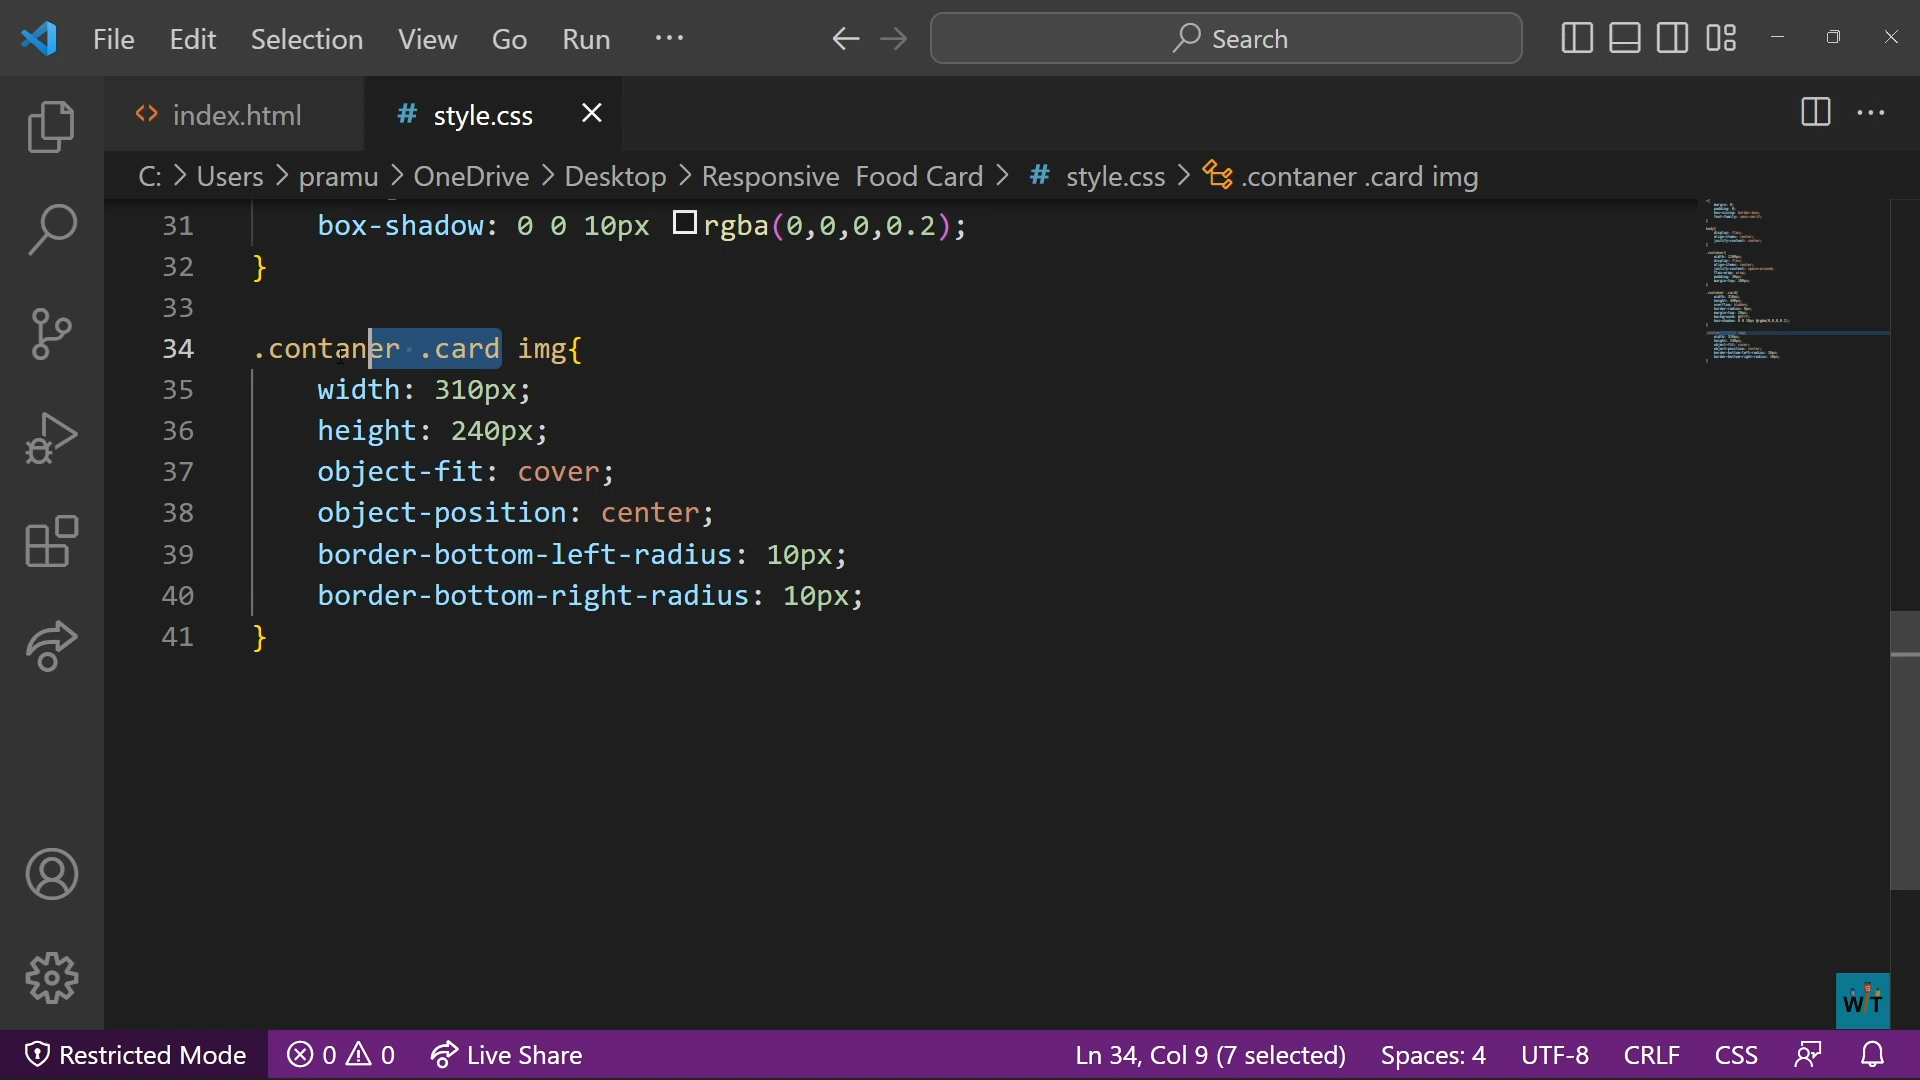 File Edit Selection View Go Run ··· Search
index.html # style.css
C: > Users > pramu > OneDrive > Desktop > Responsive Food Card > # style.css > .contaner .card img
31 box-shadow: 0 0 10px rgba(0,0,0,0.2);
32 }
33
34 .contaner .card img{
35 width: 310px;
36 height: 240px;
37 object-fit: cover;
38 object-position: center;
39 border-bottom-left-radius: 10px;
40 border-bottom-right-radius: 10px;
41 }
WT
Restricted Mode 0 0 Live Share Ln 34, Col 9 (7 selected) Spaces: 4 UTF-8 CRLF CSS